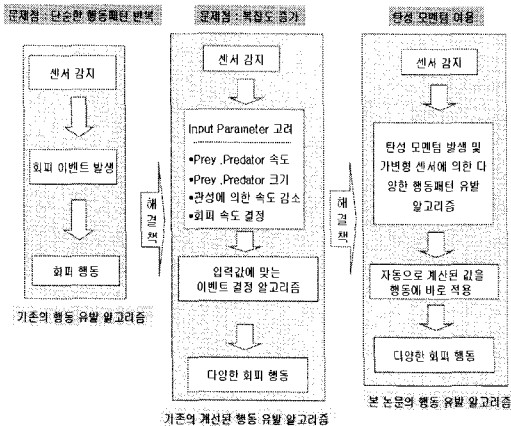 문제점 : 단순한 행동패턴 반복
센서 감지
회피 이벤트 발생
회피 행동
기존의 행동 유발 알고리즘
해결책
문제점 : 복잡도 증가
센서 감지
Input Parameter 고려
•Prey ,Predator 속도
•Prey ,Predator 크기
•관성에 의한 속도 감소
•회피 속도 결정
입력값에 맞는
이벤트 결정 알고리즘
다양한 회피 행동
기존의 개선된 행동 유발 알고리즘
해결책
탄성 모멘텀 이용
센서 감지
탄성 모멘텀 발생 및
가변형 센서에 의한 다
양한 행동패턴 유발
알고리즘
자동으로 계산된 값을
행동에 바로 적용
다양한 회피 행동
본 논문의 행동 유발 알고리즘